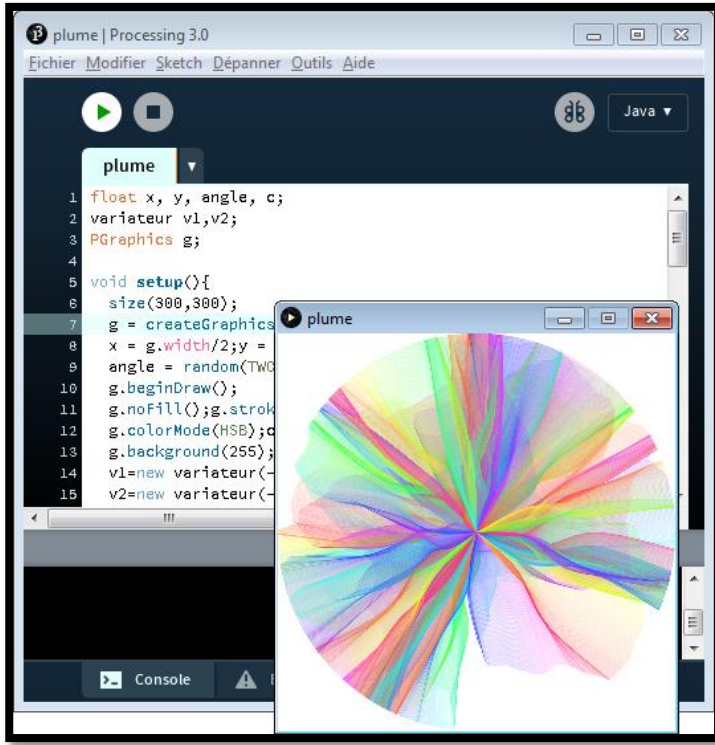 plume | Processing 3.0
Fichier Modifier Sketch Dépanner Outils Aide
Java ▾
plume ▾
1 float x, y, angle, c;
2 variateur v1,v2;
3 PGraphics g;
4
5 void setup(){
6 size(300,300);
7 g = createGraphics
8 x = g.width/2;y =
9 angle = random(TWO
10 g.beginDraw();
11 g.noFill();g.strok
12 g.colorMode(HSB);c
13 g.background(255);
14 v1=new variateur(-
15 v2=new variateur(-
plume
Console